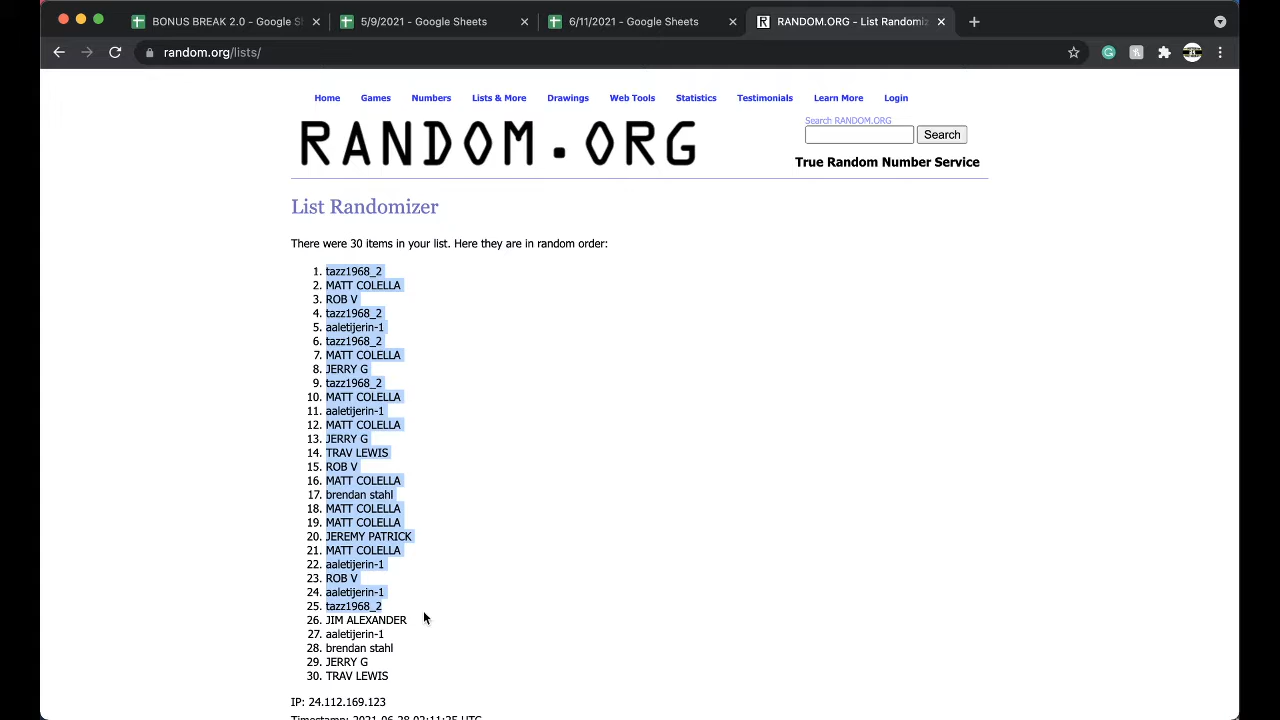 BONUS BREAK 2.0 - Google Sh
5/9/2021 - Google Sheets
6/11/2021 - Google Sheets
RANDOM.ORG - List Randomiz
random.org/lists/
Home Games Numbers Lists & More Drawings Web Tools Statistics Testimonials Learn More Login
RANDOM.ORG
Search RANDOM.ORG
Search
True Random Number Service
List Randomizer
There were 30 items in your list. Here they are in random order:
1. tazz1968_2
2. MATT COLELLA
3. ROB V
4. tazz1968_2
5. aaletijerin-1
6. tazz1968_2
7. MATT COLELLA
8. JERRY G
9. tazz1968_2
10. MATT COLELLA
11. aaletijerin-1
12. MATT COLELLA
13. JERRY G
14. TRAV LEWIS
15. ROB V
16. MATT COLELLA
17. brendan stahl
18. MATT COLELLA
19. MATT COLELLA
20. JEREMY PATRICK
21. MATT COLELLA
22. aaletijerin-1
23. ROB V
24. aaletijerin-1
25. tazz1968_2
26. JIM ALEXANDER
27. aaletijerin-1
28. brendan stahl
29. JERRY G
30. TRAV LEWIS
IP: 24.112.169.123
Timestamp: 2021-06-28 02:11:25 UTC